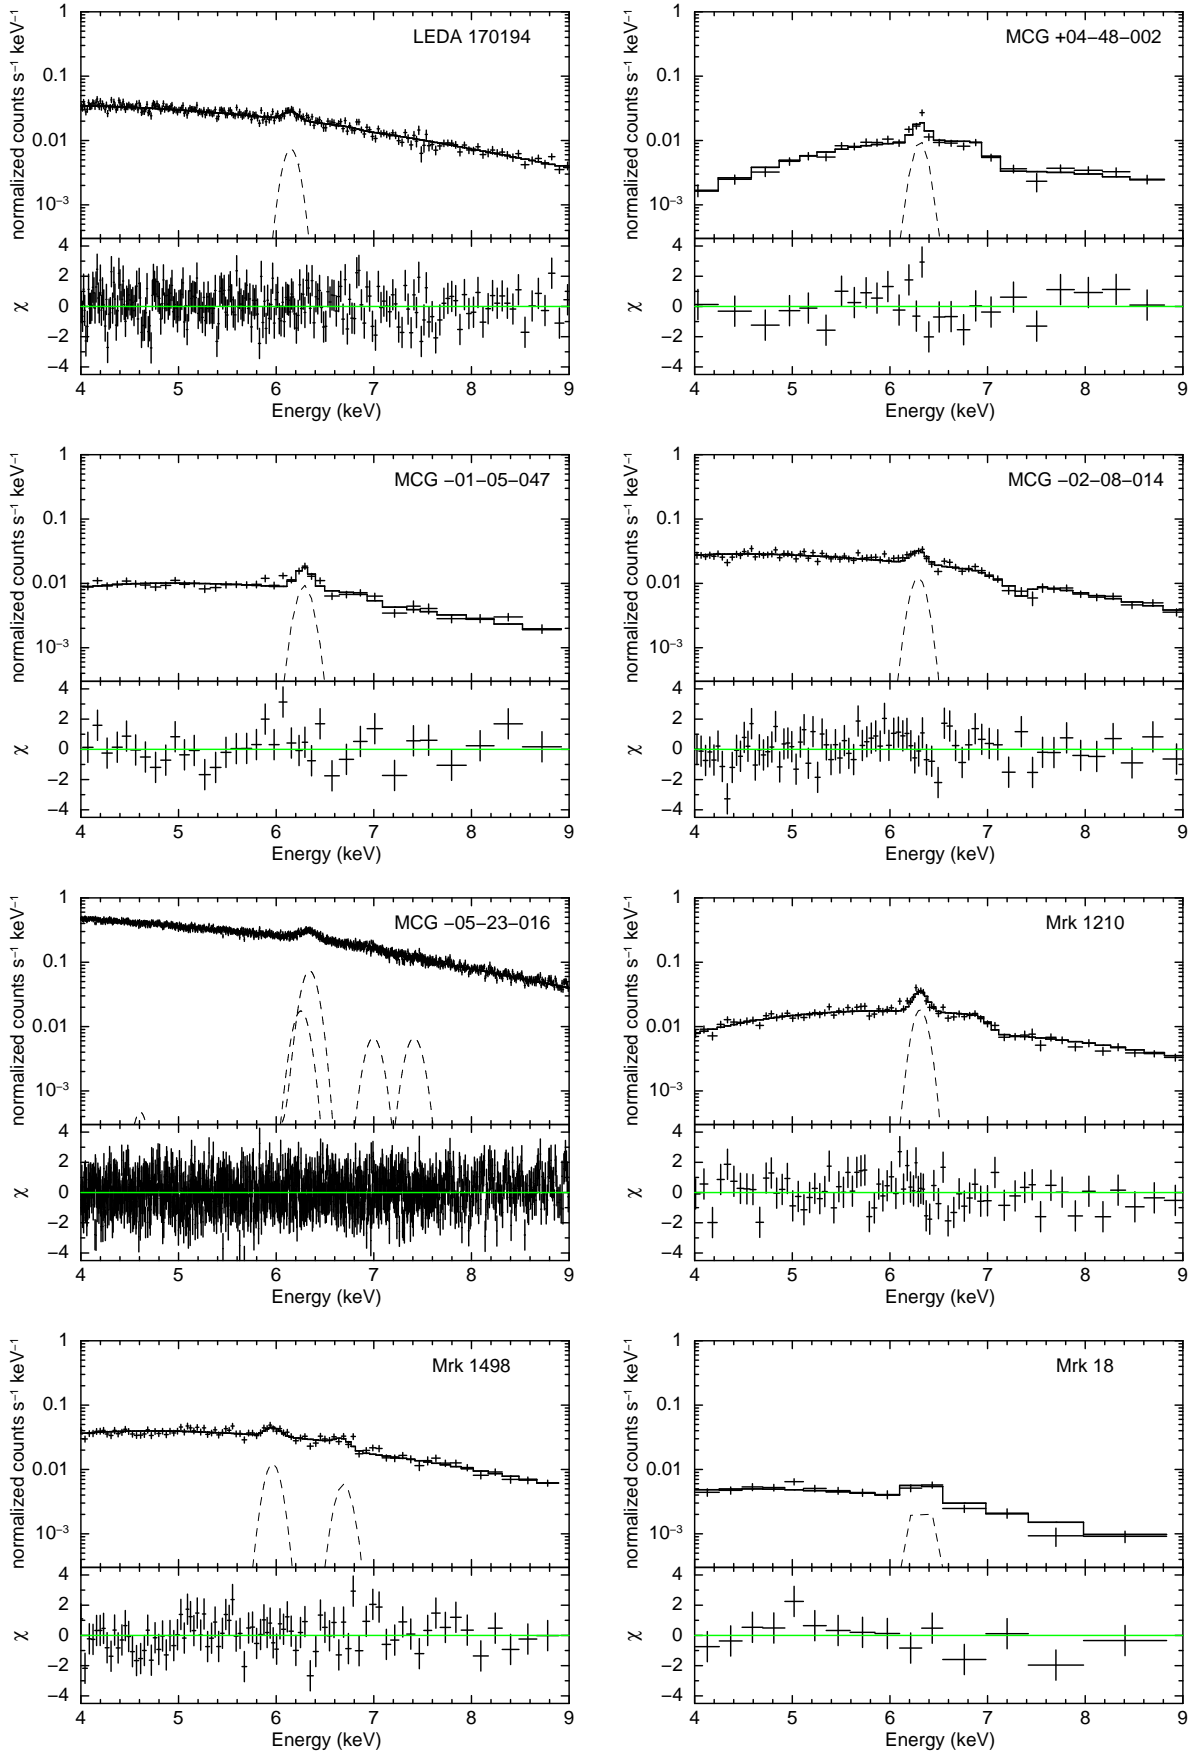 LEDA 170194
normalized counts s⁻¹ keV⁻¹
1
0.1
0.01
10⁻³
χ
4
2
0
−2
−4
4 5 6 7 8 9
Energy (keV)
MCG +04−48−002
normalized counts s⁻¹ keV⁻¹
1
0.1
0.01
10⁻³
χ
4
2
0
−2
−4
4 5 6 7 8 9
Energy (keV)
MCG −01−05−047
normalized counts s⁻¹ keV⁻¹
1
0.1
0.01
10⁻³
χ
4
2
0
−2
−4
4 5 6 7 8 9
Energy (keV)
MCG −02−08−014
normalized counts s⁻¹ keV⁻¹
1
0.1
0.01
10⁻³
χ
4
2
0
−2
−4
4 5 6 7 8 9
Energy (keV)
MCG −05−23−016
normalized counts s⁻¹ keV⁻¹
1
0.1
0.01
10⁻³
χ
4
2
0
−2
−4
4 5 6 7 8 9
Energy (keV)
Mrk 1210
normalized counts s⁻¹ keV⁻¹
1
0.1
0.01
10⁻³
χ
4
2
0
−2
−4
4 5 6 7 8 9
Energy (keV)
Mrk 1498
normalized counts s⁻¹ keV⁻¹
1
0.1
0.01
10⁻³
χ
4
2
0
−2
−4
4 5 6 7 8 9
Energy (keV)
Mrk 18
normalized counts s⁻¹ keV⁻¹
1
0.1
0.01
10⁻³
χ
4
2
0
−2
−4
4 5 6 7 8 9
Energy (keV)